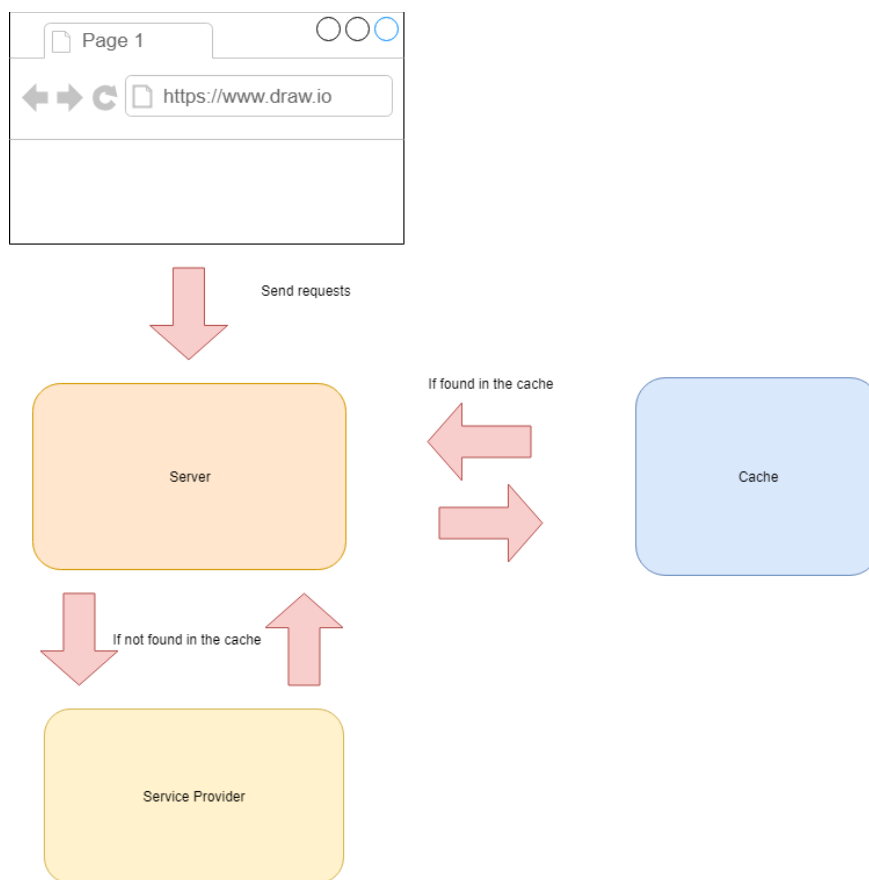 Page 1
https://www.draw.io
Send requests
If found in the cache
Server
Cache
If not found in the cache
Service Provider